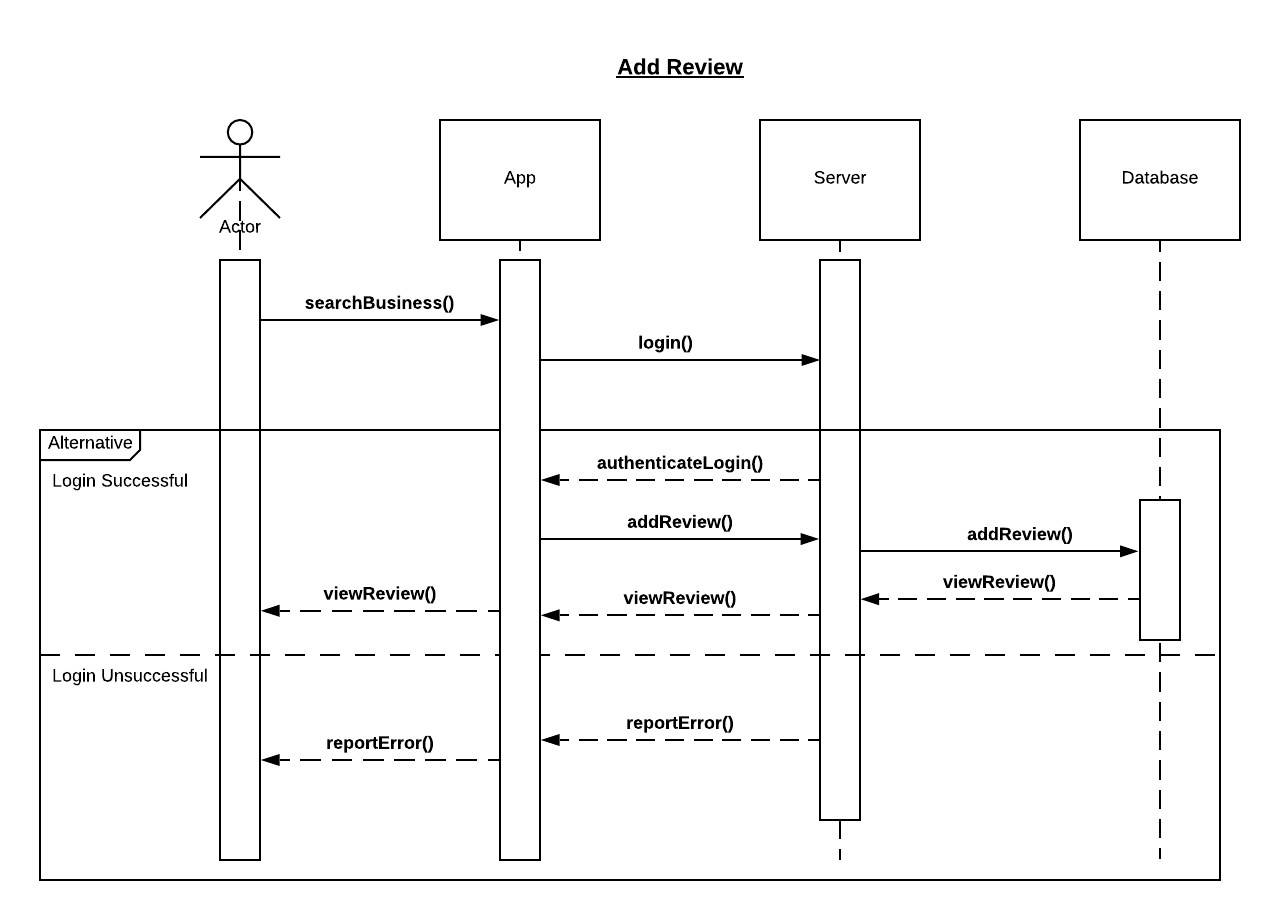 Add Review
Actor
App
Server
Database
searchBusiness()
login()
Alternative
Login Successful
authenticateLogin()
addReview()
addReview()
viewReview()
viewReview()
viewReview()
Login Unsuccessful
reportError()
reportError()